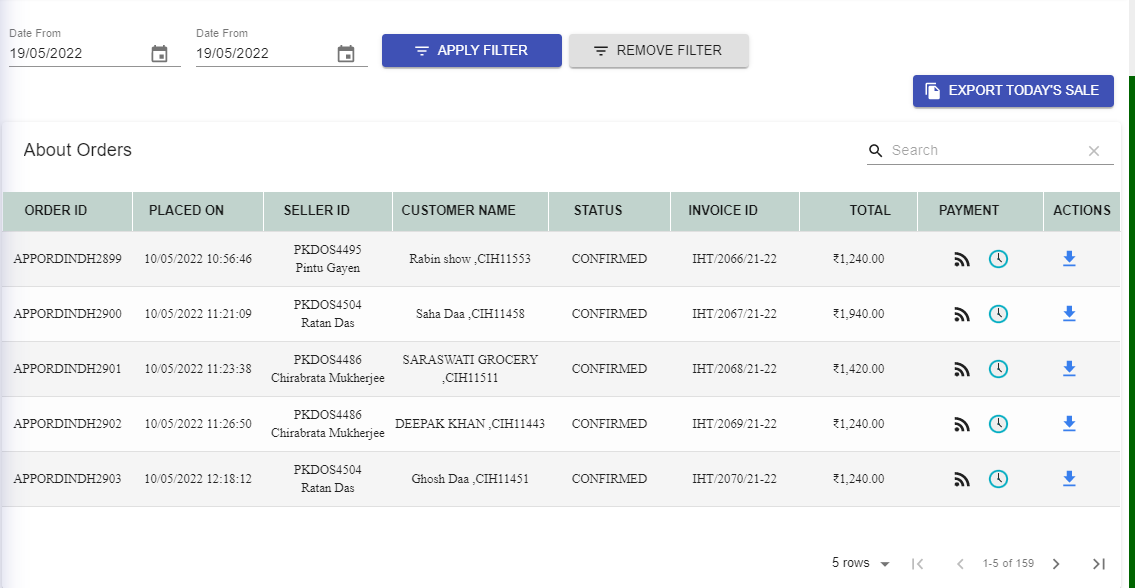 Date From Date From
19/05/2022 19/05/2022 APPLY FILTER REMOVE FILTER
EXPORT TODAY'S SALE
About Orders Search
ORDER ID PLACED ON SELLER ID CUSTOMER NAME STATUS INVOICE ID TOTAL PAYMENT ACTIONS
PKDOS4495
APPORDINDH2899 10/05/2022 10:56:46 Rabin show ,CIH11553 CONFIRMED IHT/2066/21-22 ₹1,240.00
Pintu Gayen
PKDOS4504
APPORDINDH2900 10/05/2022 11:21:09 Saha Daa ,CIH11458 CONFIRMED IHT/2067/21-22 ₹1,940.00
Ratan Das
PKDOS4486 SARASWATI GROCERY
APPORDINDH2901 10/05/2022 11:23:38 CONFIRMED IHT/2068/21-22 ₹1,420.00
Chirabrata Mukherjee ,CIH11511
PKDOS4486
APPORDINDH2902 10/05/2022 11:26:50 DEEPAK KHAN ,CIH11443 CONFIRMED IHT/2069/21-22 ₹1,240.00
Chirabrata Mukherjee
PKDOS4504
APPORDINDH2903 10/05/2022 12:18:12 Ghosh Daa ,CIH11451 CONFIRMED IHT/2070/21-22 ₹1,240.00
Ratan Das
5 rows 1-5 of 159